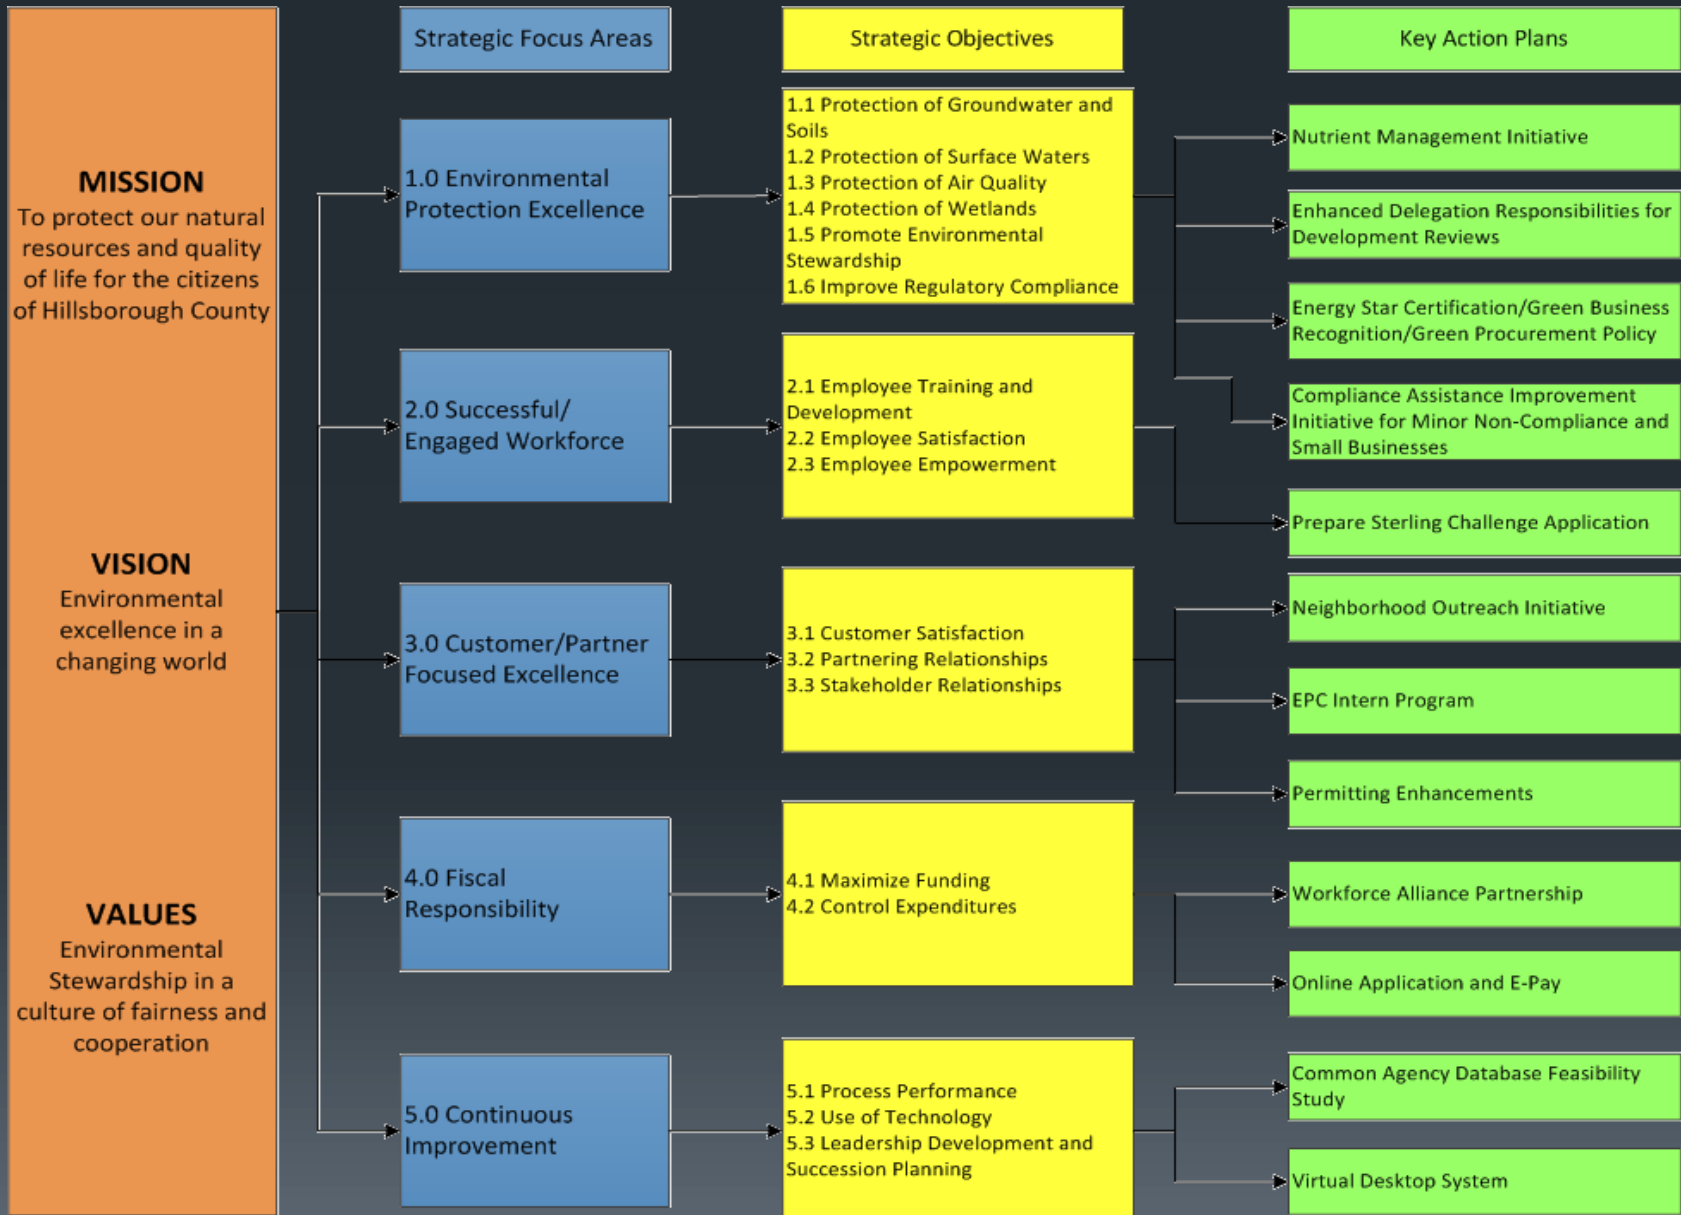 MISSION
To protect our natural
resources and quality
of life for the citizens
of Hillsborough County
VISION
Environmental
excellence in a
changing world
VALUES
Environmental
Stewardship in a
culture of fairness and
cooperation
Strategic Focus Areas
1.0 Environmental
Protection Excellence
2.0 Successful/
Engaged Workforce
3.0 Customer/Partner
Focused Excellence
4.0 Fiscal
Responsibility
5.0 Continuous
Improvement
Strategic Objectives
1.1 Protection of Groundwater and
Soils
1.2 Protection of Surface Waters
1.3 Protection of Air Quality
1.4 Protection of Wetlands
1.5 Promote Environmental
Stewardship
1.6 Improve Regulatory Compliance
2.1 Employee Training and
Development
2.2 Employee Satisfaction
2.3 Employee Empowerment
3.1 Customer Satisfaction
3.2 Partnering Relationships
3.3 Stakeholder Relationships
4.1 Maximize Funding
4.2 Control Expenditures
5.1 Process Performance
5.2 Use of Technology
5.3 Leadership Development and
Succession Planning
Key Action Plans
Nutrient Management Initiative
Enhanced Delegation Responsibilities for
Development Reviews
Energy Star Certification/Green Business
Recognition/Green Procurement Policy
Compliance Assistance Improvement
Initiative for Minor Non-Compliance and
Small Businesses
Prepare Sterling Challenge Application
Neighborhood Outreach Initiative
EPC Intern Program
Permitting Enhancements
Workforce Alliance Partnership
Online Application and E-Pay
Common Agency Database Feasibility
Study
Virtual Desktop System